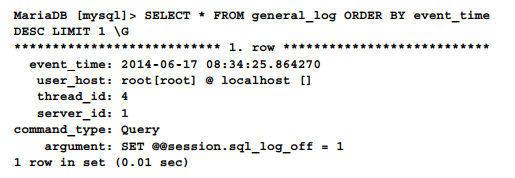 MariaDB [mysql]> SELECT * FROM general_log ORDER BY event_time
DESC LIMIT 1 \G
*************************** 1. row ***************************
event_time: 2014-06-17 08:34:25.864270
user_host: root[root] @ localhost []
thread_id: 4
server_id: 1
command_type: Query
argument: SET @@session.sql_log_off = 1
1 row in set (0.01 sec)